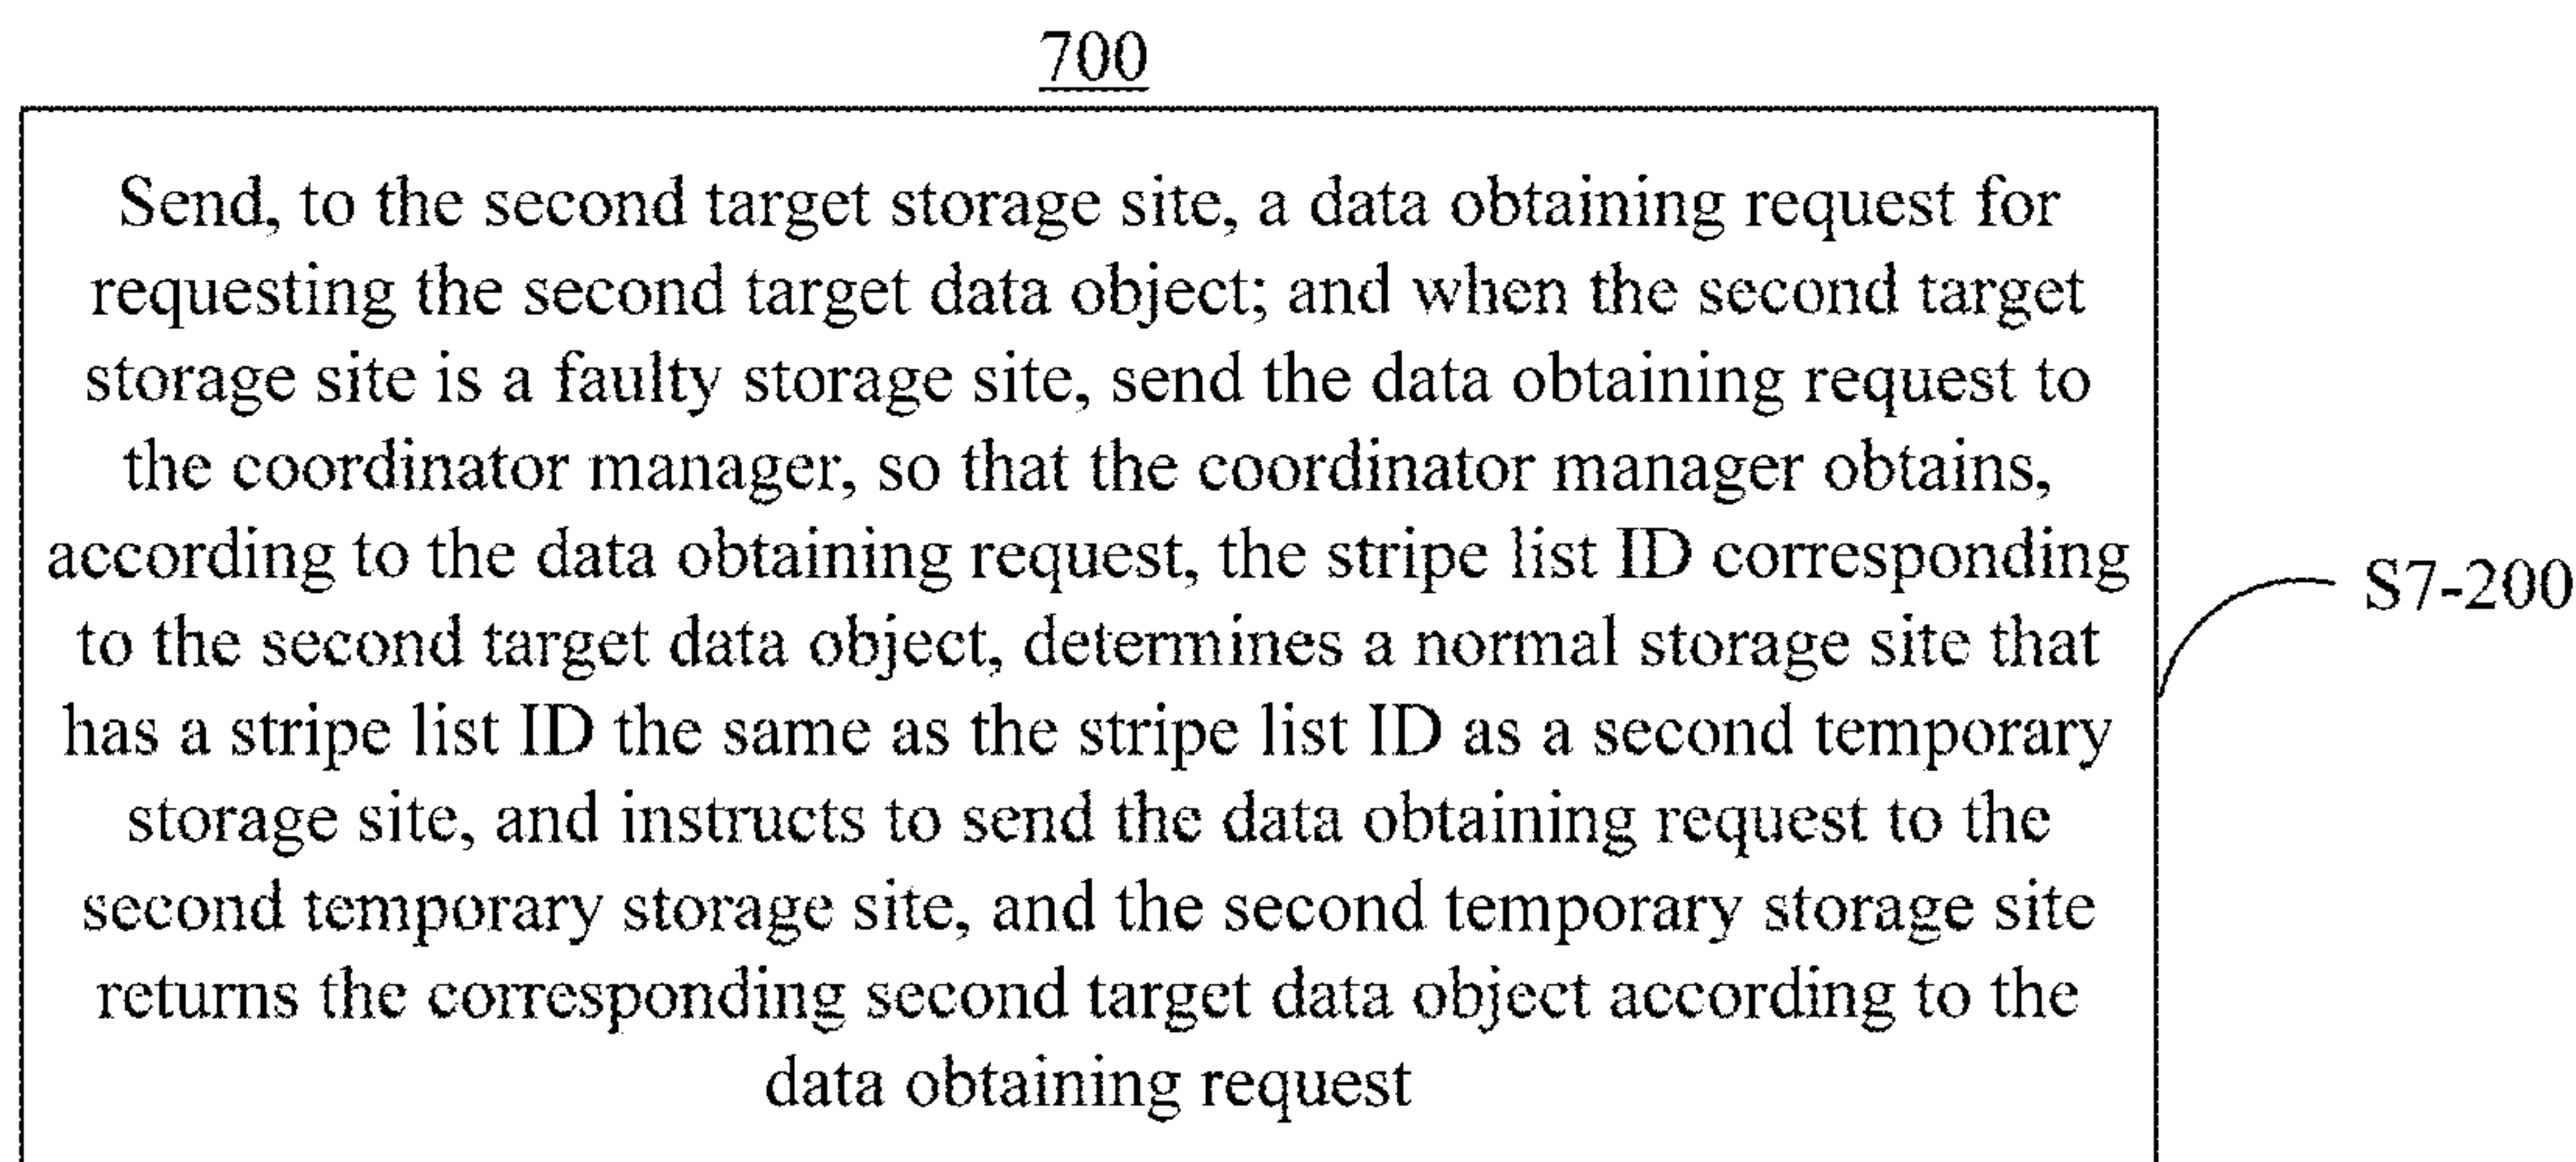 700
Send, to the second target storage site, a data obtaining request for
requesting the second target data object; and when the second target
storage site is a faulty storage site, send the data obtaining request to
the coordinator manager, so that the coordinator manager obtains,
according to the data obtaining request, the stripe list ID corresponding
to the second target data object, determines a normal storage site that
has a stripe list ID the same as the stripe list ID as a second temporary
storage site, and instructs to send the data obtaining request to the
second temporary storage site, and the second temporary storage site
returns the corresponding second target data object according to the
data obtaining request
S7-200